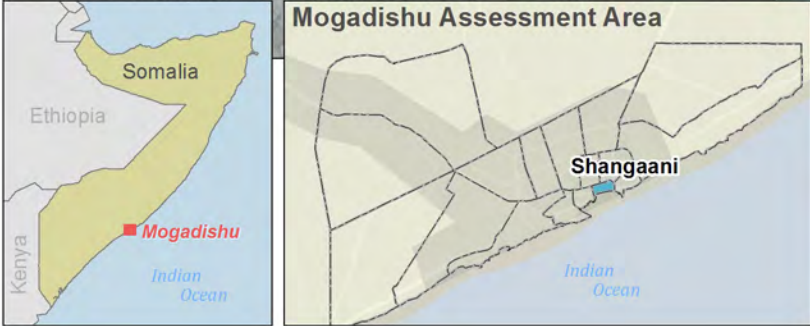 Somalia
Ethiopia
Kenya
Mogadishu
Indian
Ocean
Mogadishu Assessment Area
Shangaani
Indian
Ocean